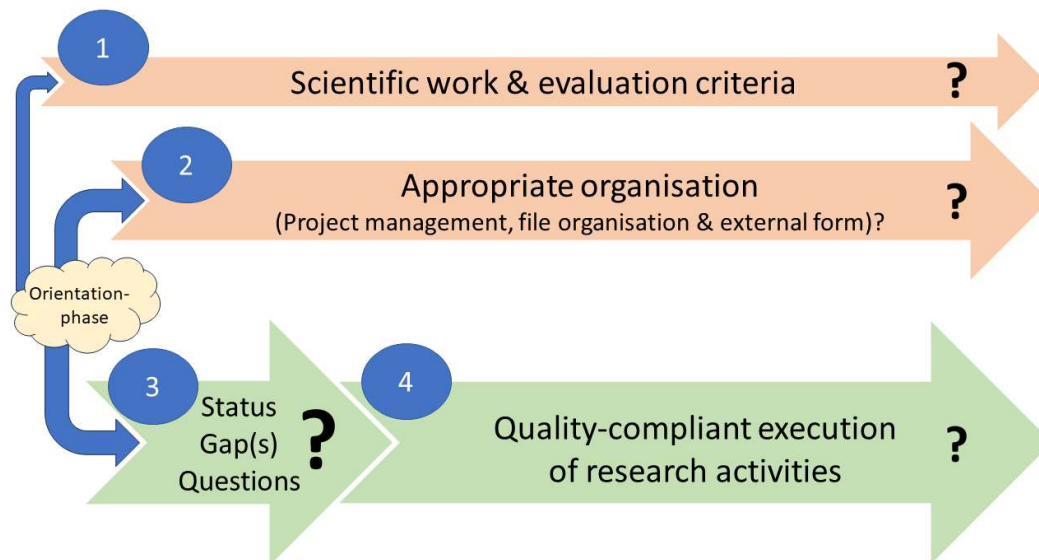 1
Scientific work & evaluation criteria
?
2
Appropriate organisation
(Project management, file organisation & external form)?
?
Orientation-
phase
3
Status
Gap(s)
Questions
?
4
Quality-compliant execution
of research activities
?